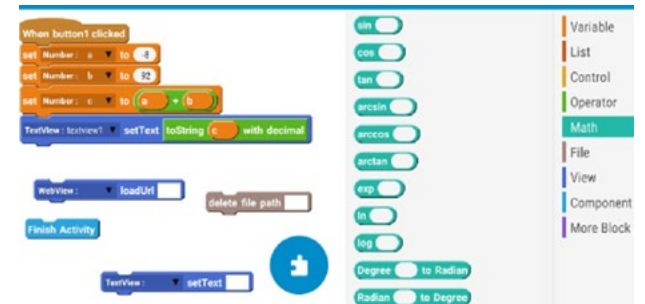 When button1 clicked
set Number: a to -8
set Number: b to 92
set Number: c to a + b
TextView: textview1 setText toString c with decimal
WebView: loadUrl
delete file path
Finish Activity
TextView: setText
sin
cos
tan
arcsin
arccos
arctan
exp
ln
log
Degree to Radian
Radian to Degree
Variable
List
Control
Operator
Math
File
View
Component
More Block